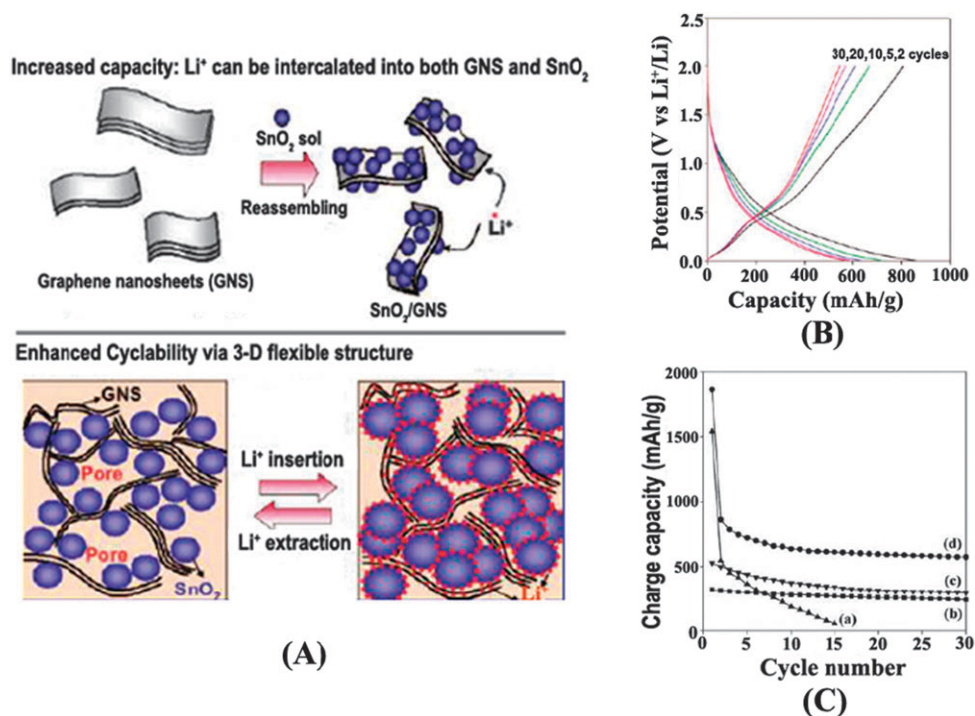 Increased capacity: Li⁺ can be intercalated into both GNS and SnO₂
SnO₂ sol
Reassembling
Li⁺
Graphene nanosheets (GNS)
SnO₂/GNS
Enhanced Cyclability via 3-D flexible structure
GNS
Pore
Pore
SnO₂
Li⁺ insertion
Li⁺ extraction
Li⁺
(A)
30,20,10,5,2 cycles
Potential (V vs Li⁺/Li)
2.5
2.0
1.5
1.0
0.5
0.0
0 200 400 600 800 1000
Capacity (mAh/g)
(B)
Charge capacity (mAh/g)
2000
1500
1000
500
0
(d)
(c)
(b)
(a)
0 5 10 15 20 25 30
Cycle number
(C)